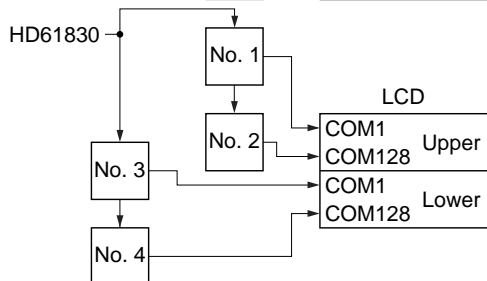 HD61830
No. 1
LCD
No. 2
COM1
Upper
COM128
No. 3
COM1
Lower
COM128
No. 4